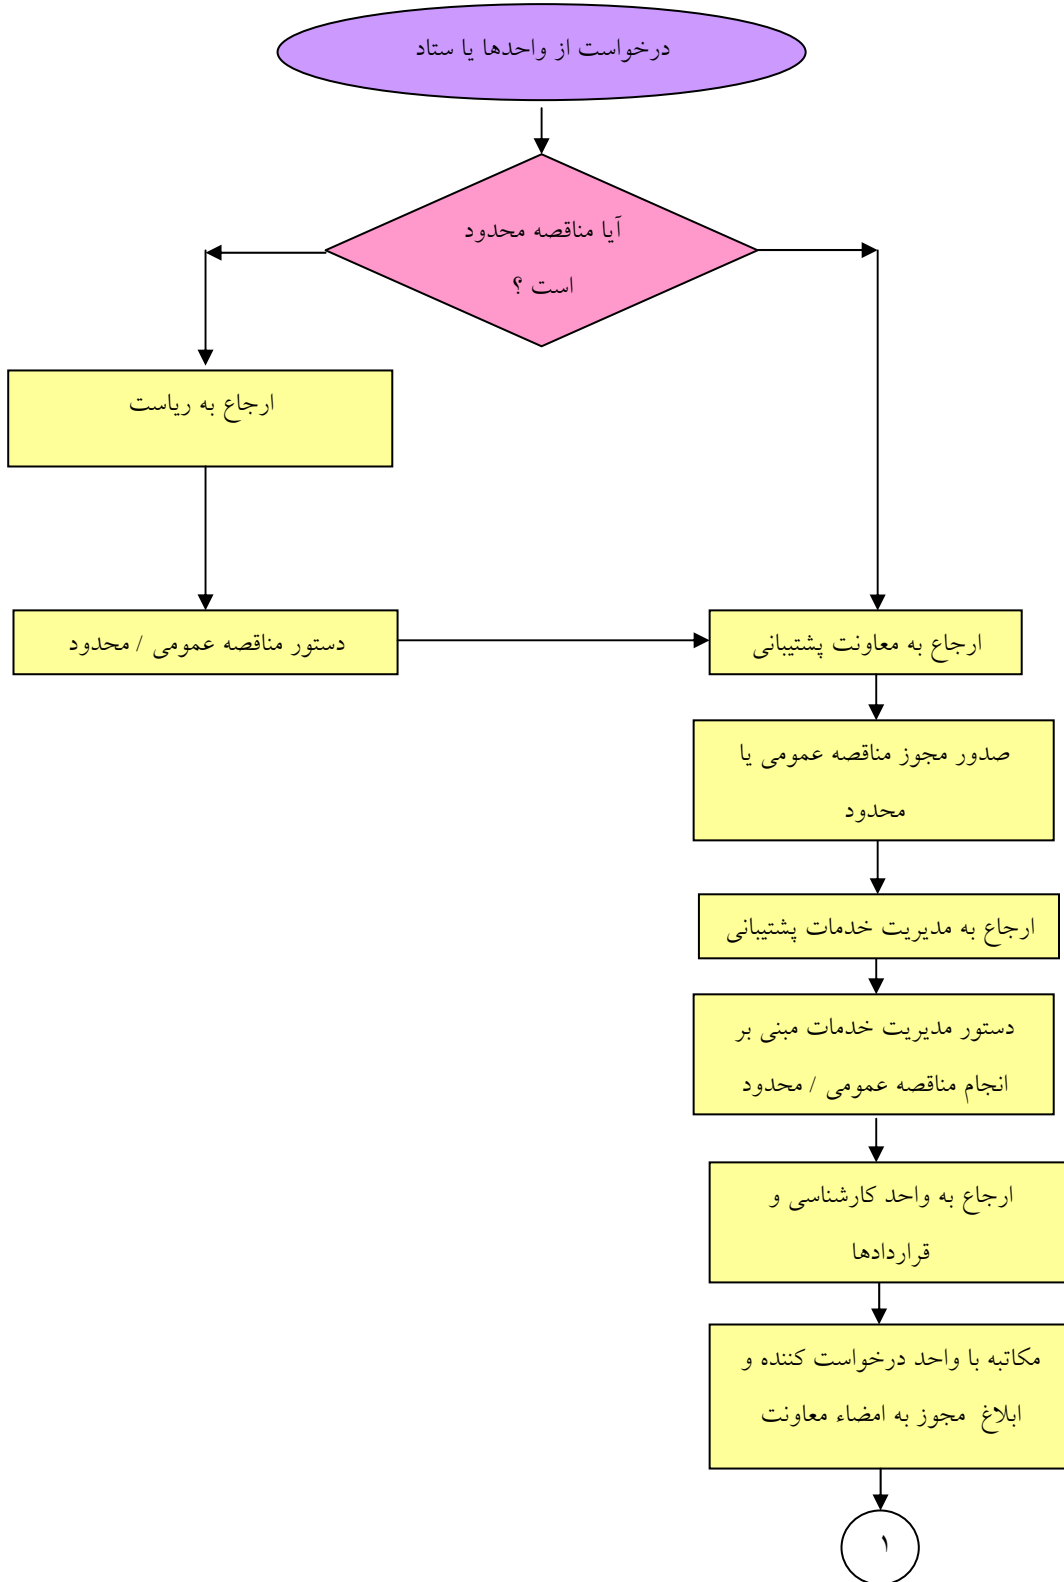 درخواست از واحدها یا ستاد
آیا مناقصه محدود
است ؟
ارجاع به ریاست
دستور مناقصه عمومی / محدود
ارجاع به معاونت پشتیبانی
صدور مجوز مناقصه عمومی یا
محدود
ارجاع به مدیریت خدمات پشتیبانی
دستور مدیریت خدمات مبنی بر
انجام مناقصه عمومی / محدود
ارجاع به واحد کارشناسی و
قراردادها
مکاتبه با واحد درخواست کننده و
ابلاغ مجوز به امضاء معاونت
۱